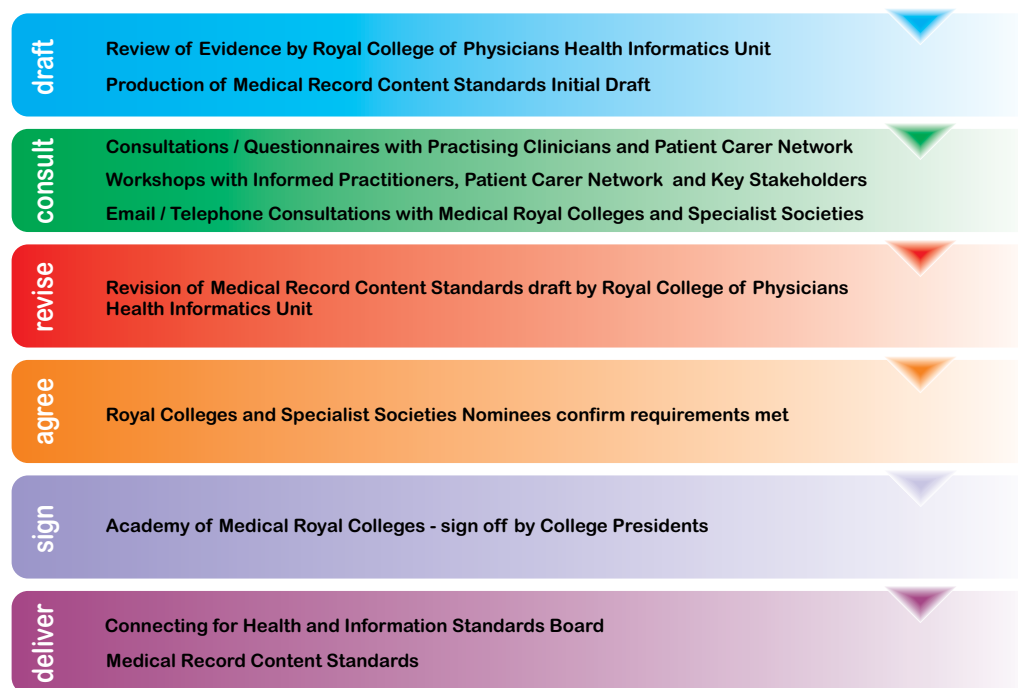 draft
Review of Evidence by Royal College of Physicians Health Informatics Unit
Production of Medical Record Content Standards Initial Draft
consult
Consultations / Questionnaires with Practising Clinicians and Patient Carer Network
Workshops with Informed Practitioners, Patient Carer Network and Key Stakeholders
Email / Telephone Consultations with Medical Royal Colleges and Specialist Societies
revise
Revision of Medical Record Content Standards draft by Royal College of Physicians
Health Informatics Unit
agree
Royal Colleges and Specialist Societies Nominees confirm requirements met
sign
Academy of Medical Royal Colleges - sign off by College Presidents
deliver
Connecting for Health and Information Standards Board
Medical Record Content Standards